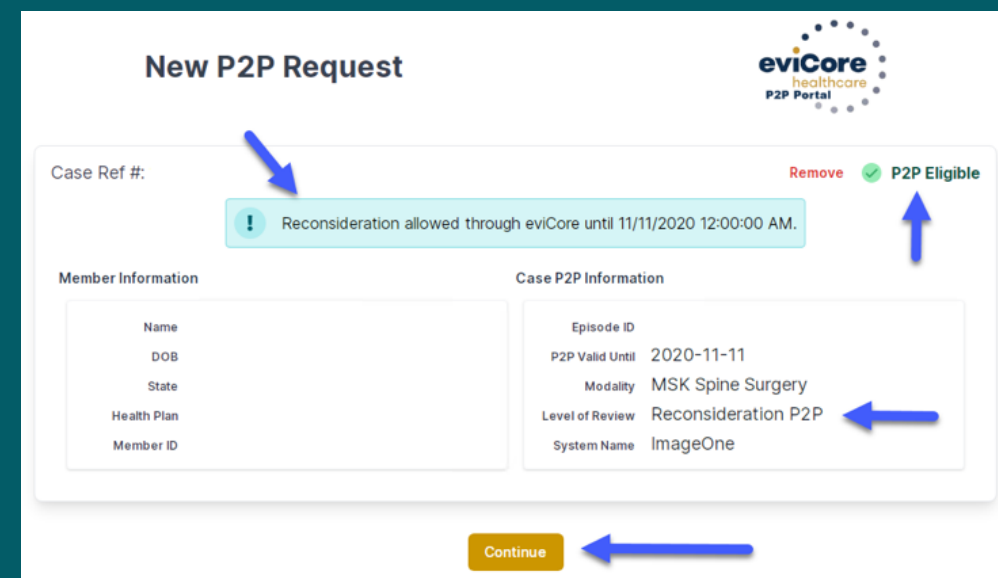 New P2P Request
eviCore
healthcare
P2P Portal
Case Ref #:
Remove
P2P Eligible
! Reconsideration allowed through eviCore until 11/11/2020 12:00:00 AM.
Member Information
Name
DOB
State
Health Plan
Member ID
Case P2P Information
Episode ID
P2P Valid Until 2020-11-11
Modality MSK Spine Surgery
Level of Review Reconsideration P2P
System Name ImageOne
Continue